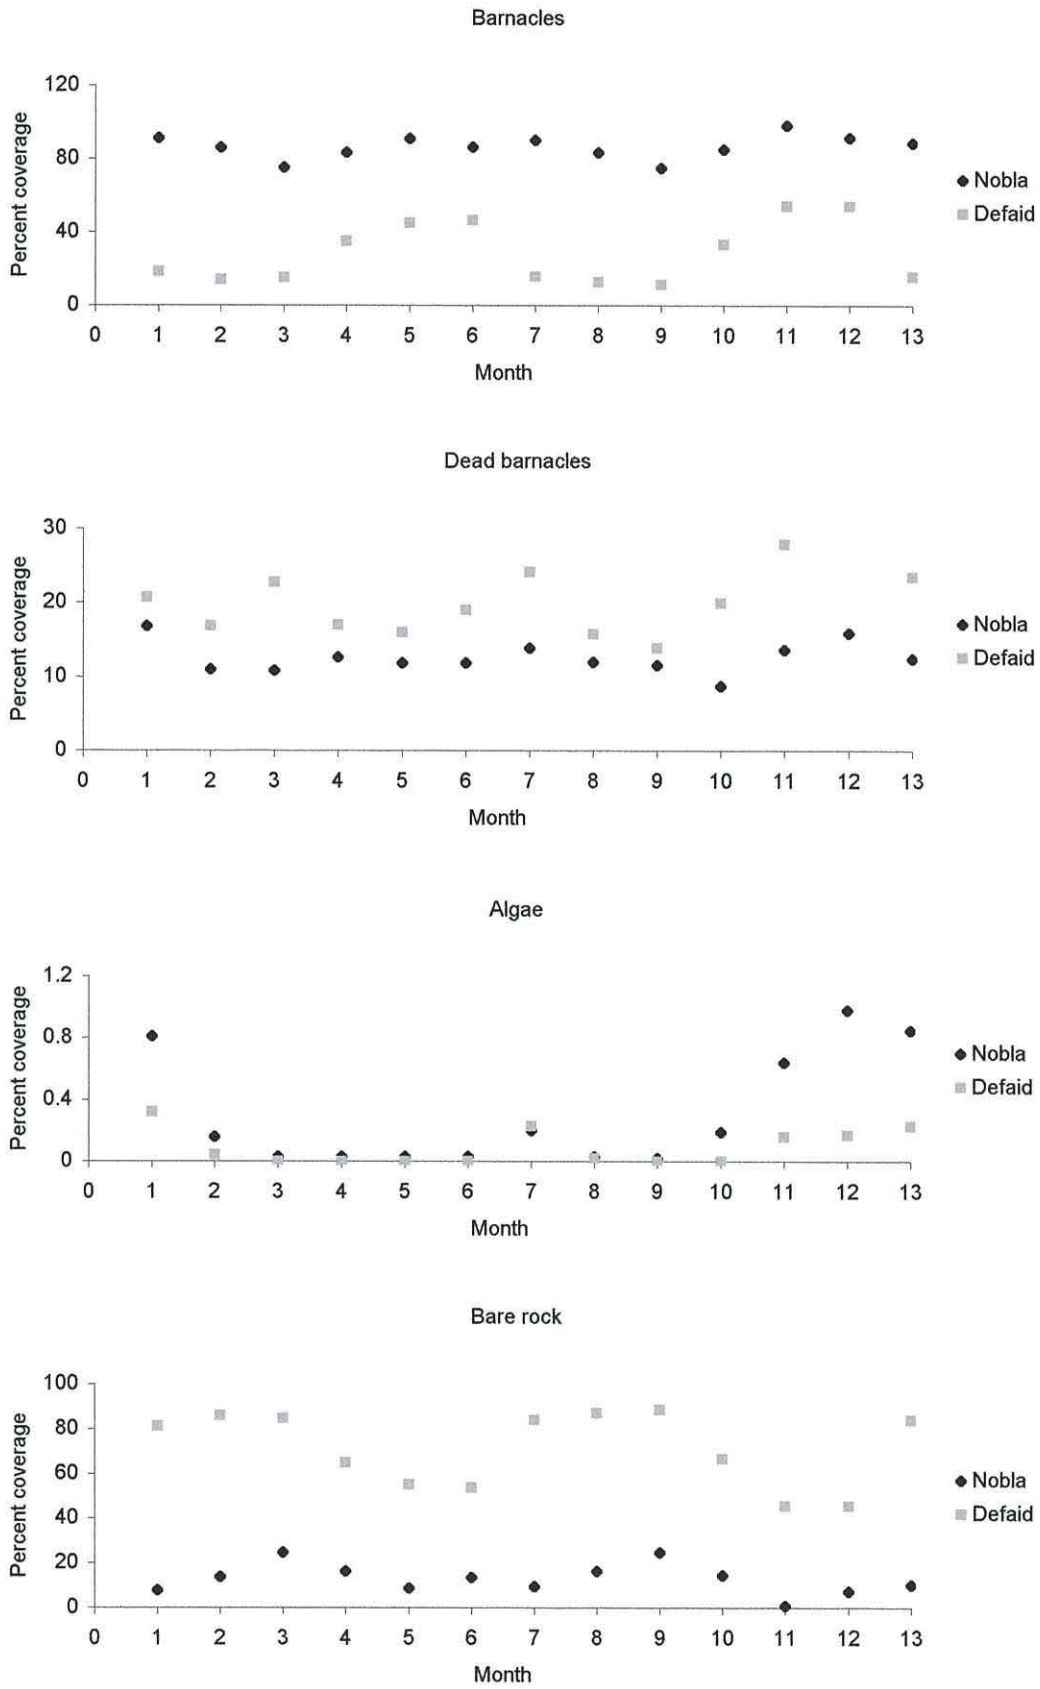 Barnacles
120
80
40
0
Percent coverage
0 1 2 3 4 5 6 7 8 9 10 11 12 13
Month
Nobla
Defaid
Dead barnacles
30
20
10
0
Percent coverage
0 1 2 3 4 5 6 7 8 9 10 11 12 13
Month
Nobla
Defaid
Algae
1.2
0.8
0.4
0
Percent coverage
0 1 2 3 4 5 6 7 8 9 10 11 12 13
Month
Nobla
Defaid
Bare rock
100
80
60
40
20
0
Percent coverage
0 1 2 3 4 5 6 7 8 9 10 11 12 13
Month
Nobla
Defaid